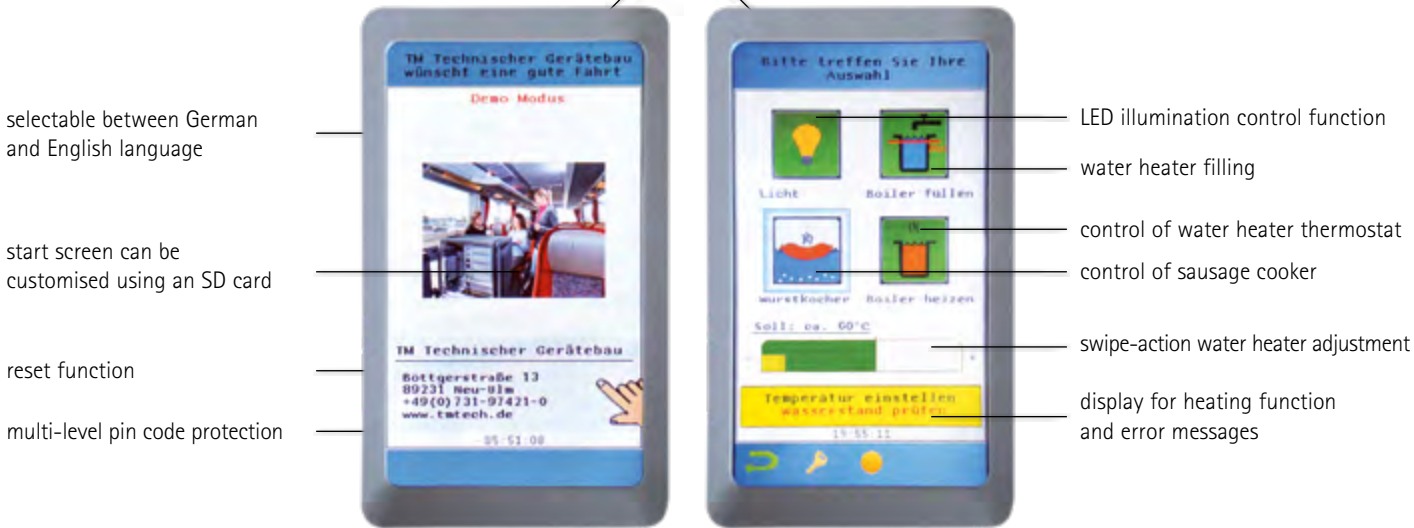 selectable between German
and English language
start screen can be
customised using an SD card
reset function
multi-level pin code protection
TM Technischer Gerätebau
wünscht eine gute Fahrt
Demo Modus
TM Technischer Gerätebau
Böttgerstraße 13
89231 Neu-Ulm
+49(0)731-97421-0
www.tmtech.de
05:51:08
Bitte treffen Sie Ihre
Auswahl
Licht
Boiler füllen
Wurstkocher
Boiler heizen
Soll: ca. 60°C
- +
Temperatur einstellen
Wasserstand prüfen
19:55:11
LED illumination control function
water heater filling
control of water heater thermostat
control of sausage cooker
swipe-action water heater adjustment
display for heating function
and error messages